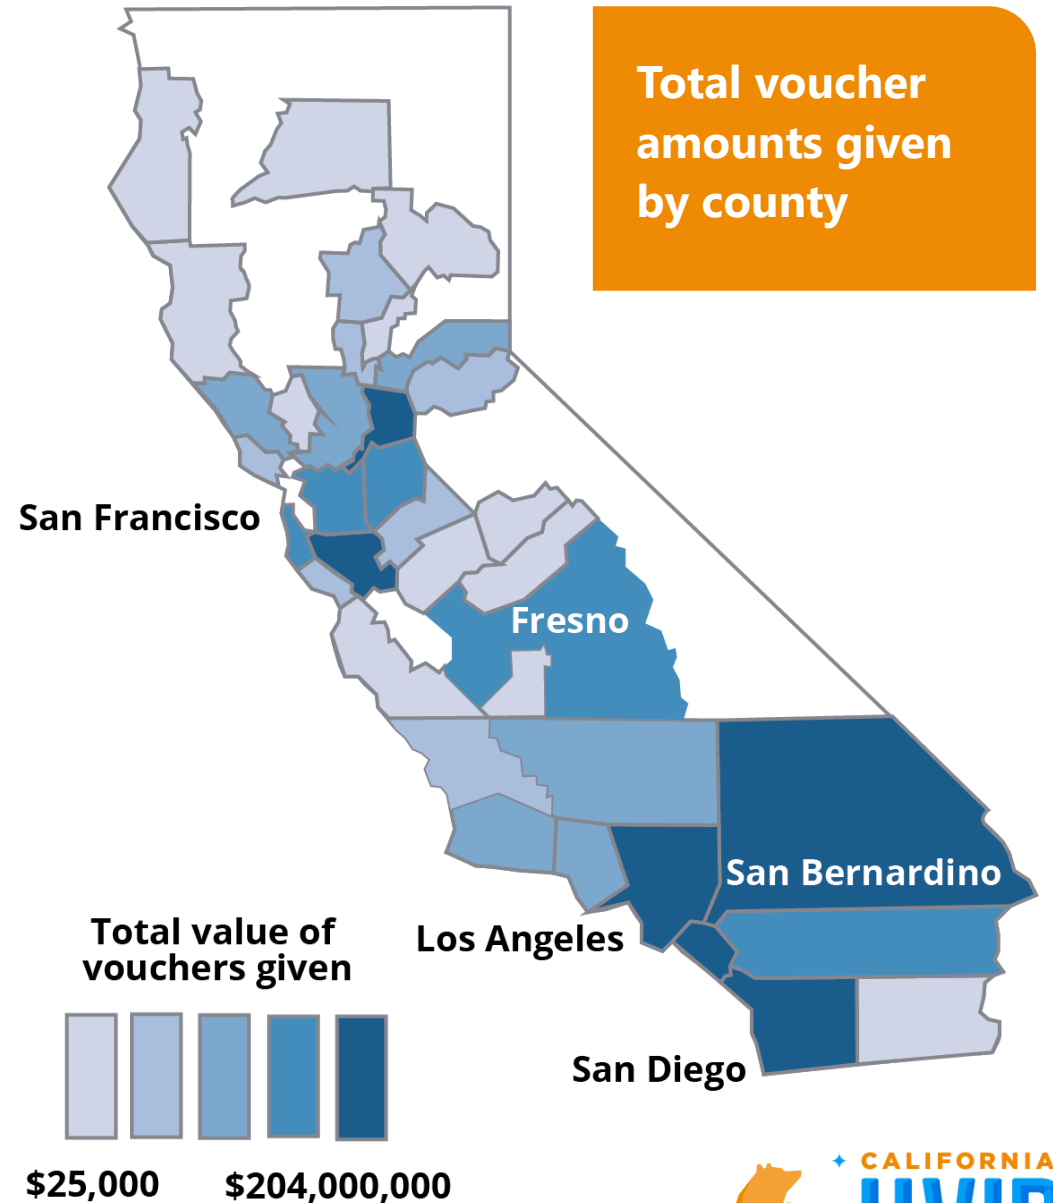 Total voucher
amounts given
by county
San Francisco
Fresno
San Bernardino
Los Angeles
San Diego
Total value of
vouchers given
$25,000
$204,000,000
CALIFORNIA